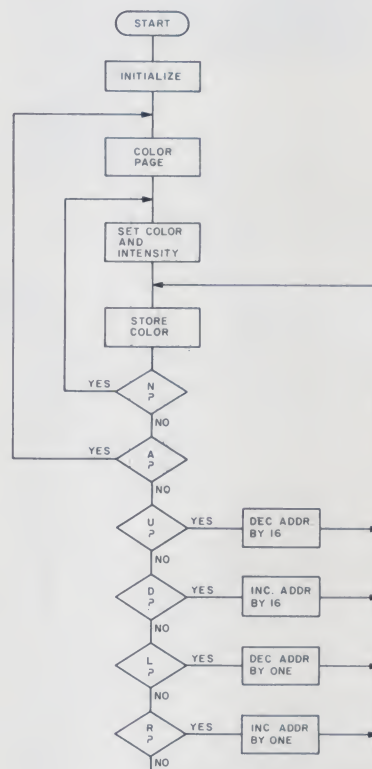 START
INITIALIZE
COLOR
PAGE
SET COLOR
AND
INTENSITY
STORE
COLOR
YES
N
?
NO
YES
A
?
NO
U
?
YES
DEC ADDR
BY 16
NO
D
?
YES
INC. ADDR
BY 16
NO
L
?
YES
DEC ADDR
BY ONE
NO
R
?
YES
INC ADDR
BY ONE
NO